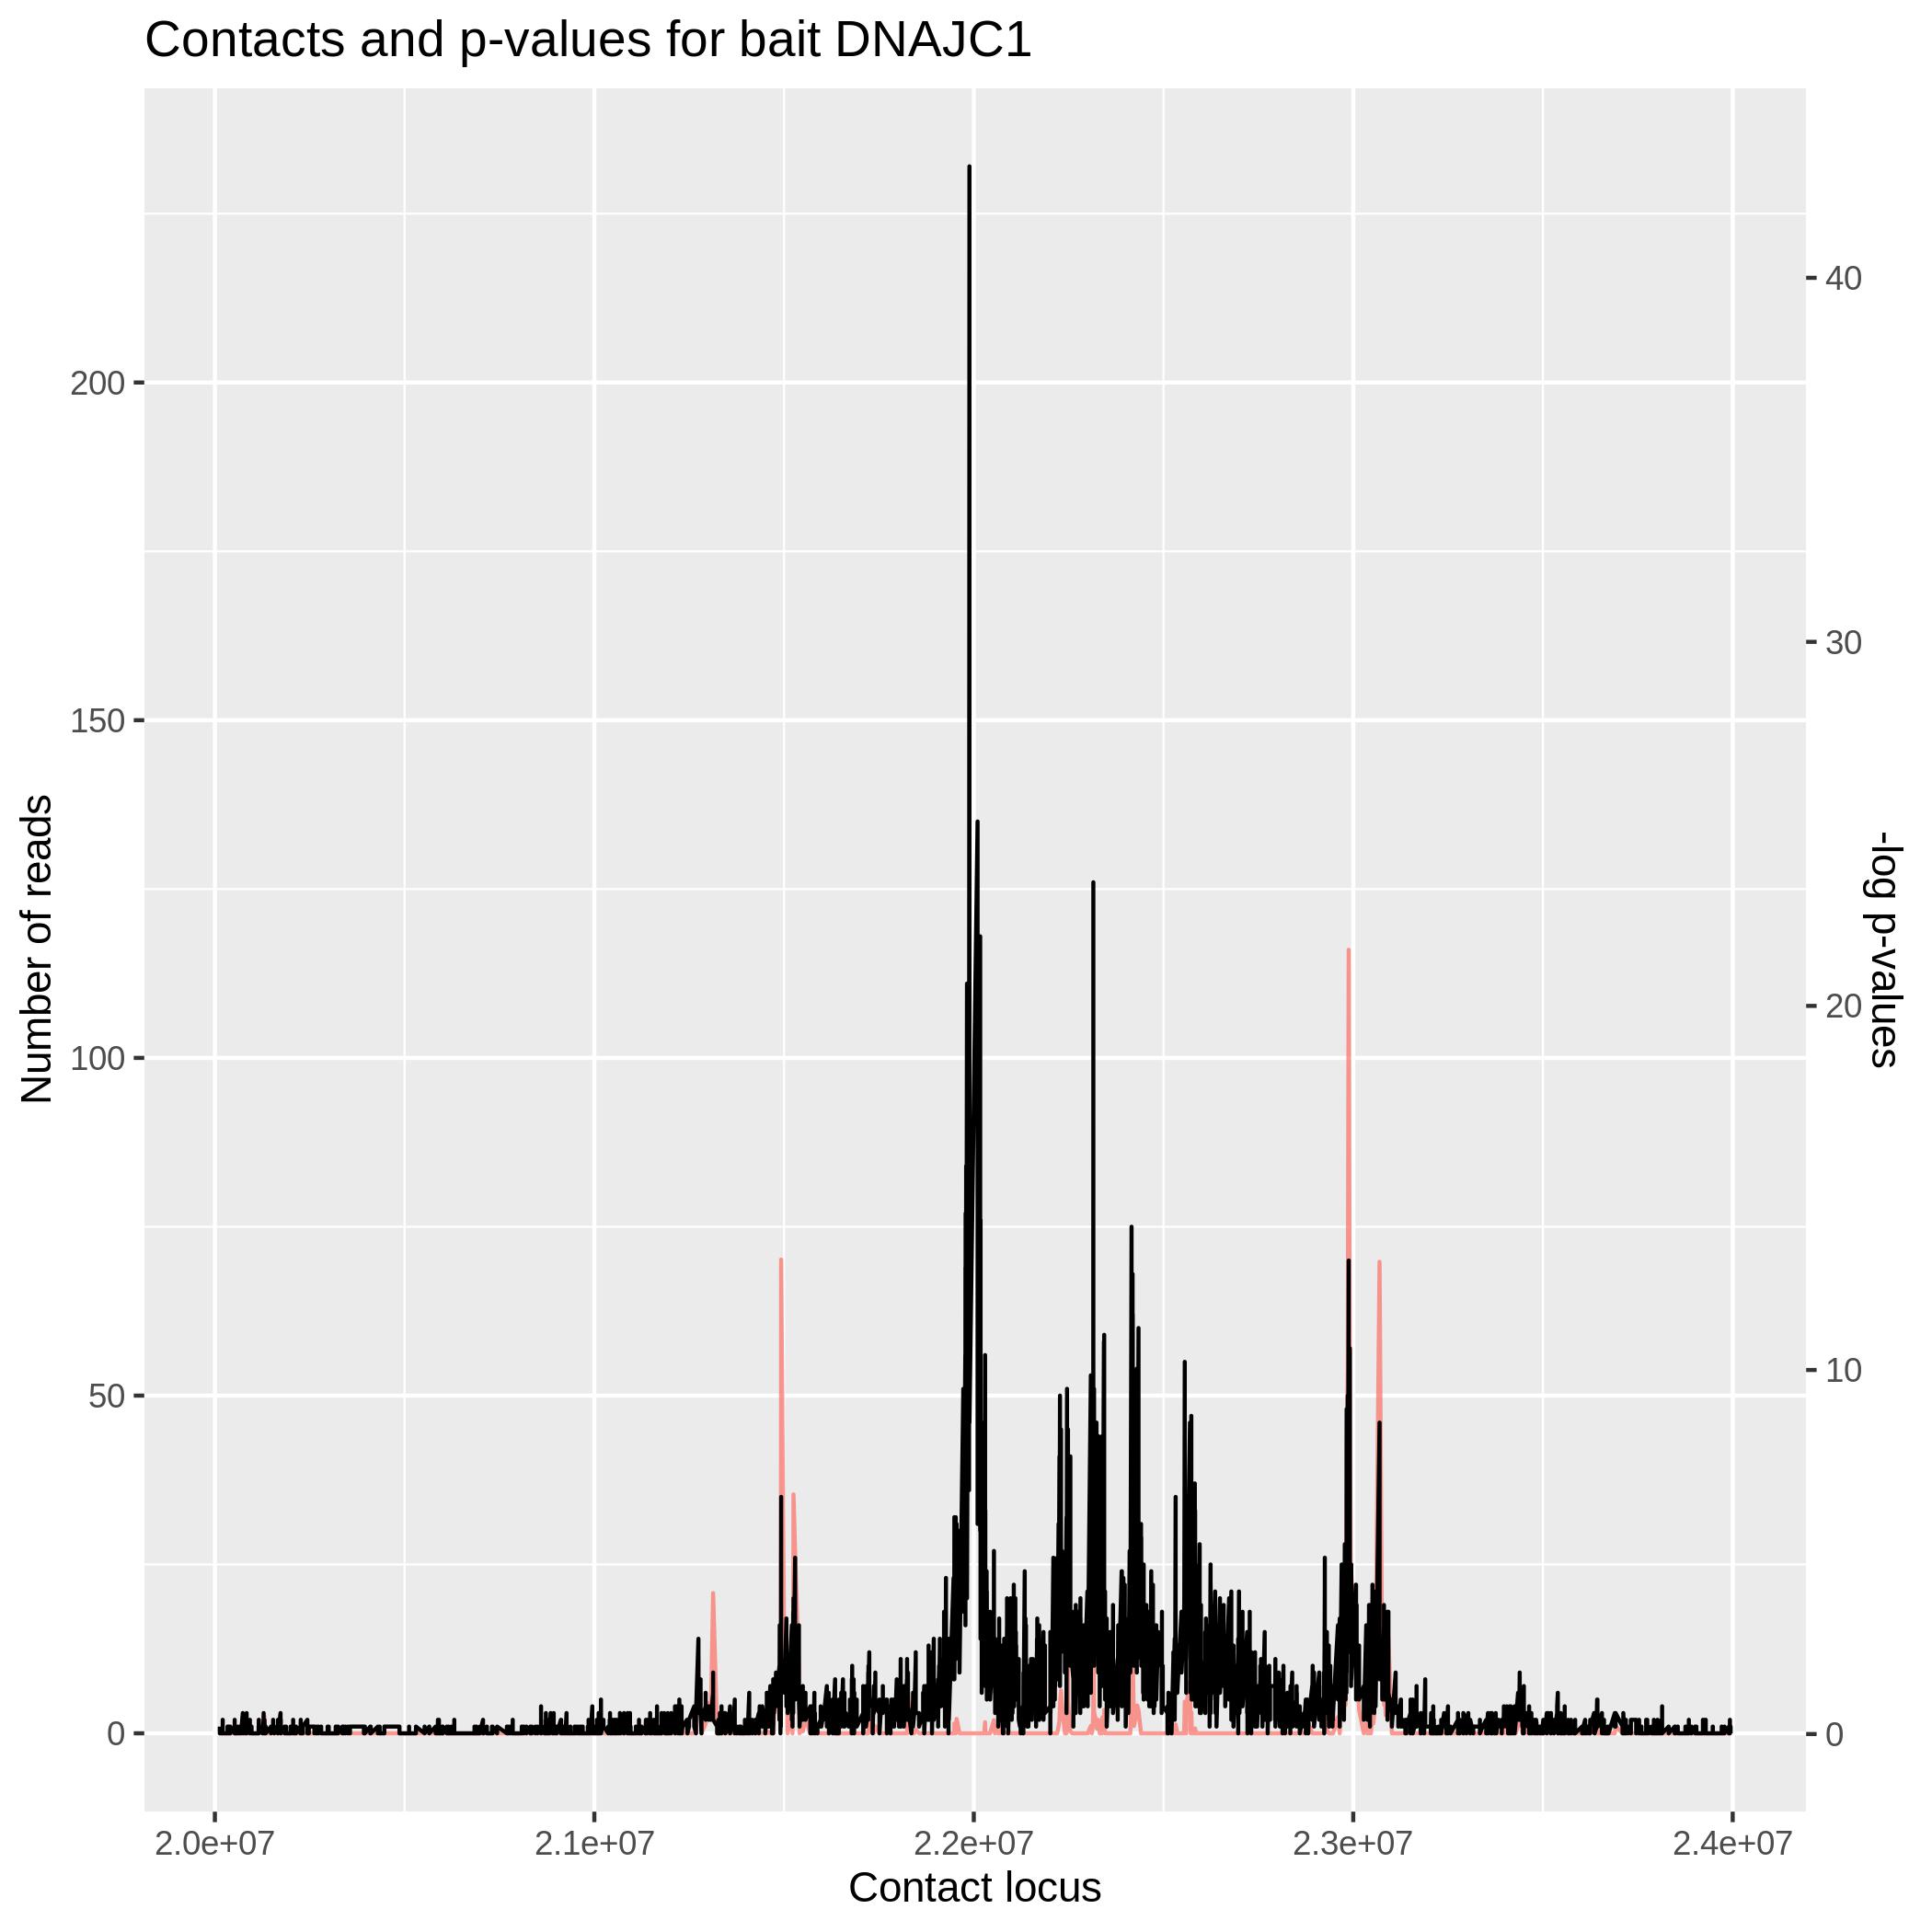 Contacts and p-values for bait DNAJC1
Number of reads
200
150
100
50
0
40
30
20
10
0
-log p-values
2.0e+07
2.1e+07
2.2e+07
2.3e+07
2.4e+07
Contact locus